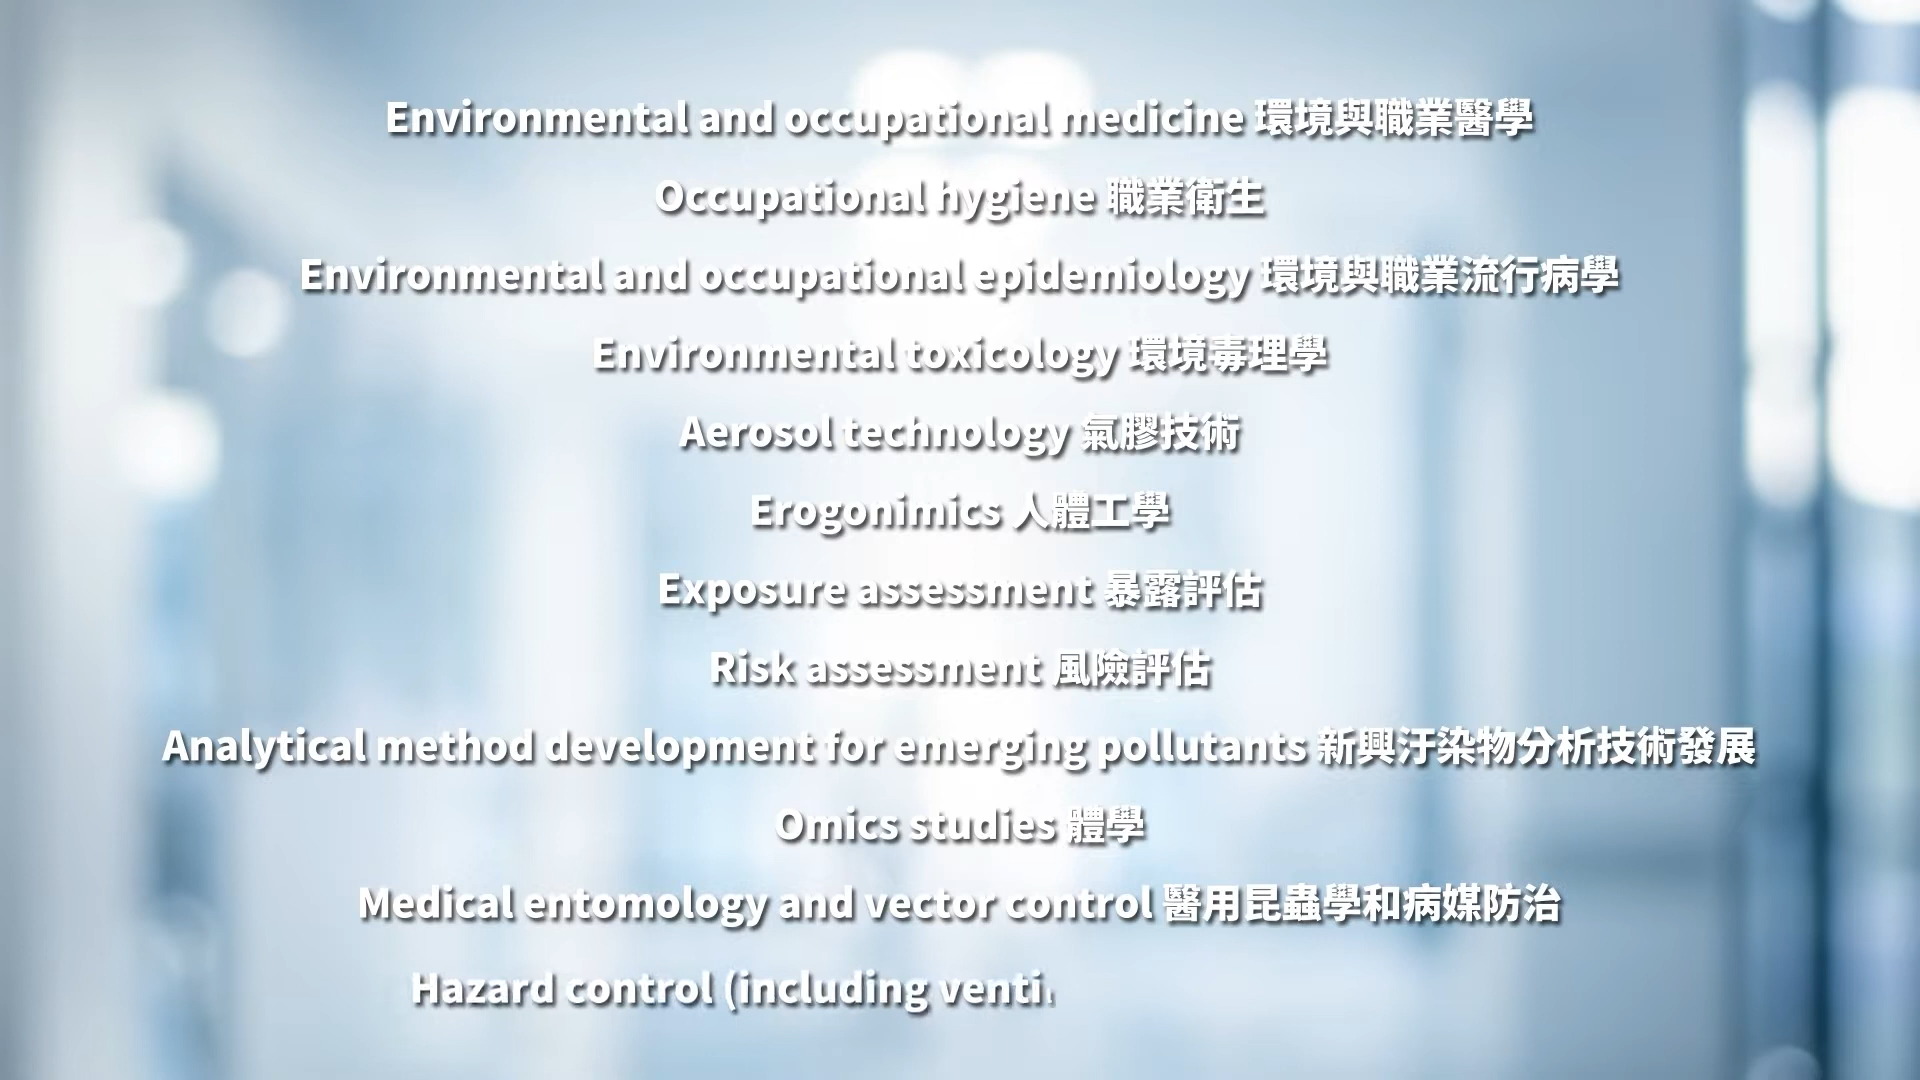 Environmental and occupational medicine 環境與職業醫學
Occupational hygiene 職業衛生
Environmental and occupational epidemiology 環境與職業流行病學
Environmental toxicology 環境毒理學
Aerosol technology 氣膠技術
Erogonimics 人體工學
Exposure assessment 暴露評估
Risk assessment 風險評估
Analytical method development for emerging pollutants 新興汙染物分析技術發展
Omics studies 體學
Medical entomology and vector control 醫用昆蟲學和病媒防治
Hazard control (including venti